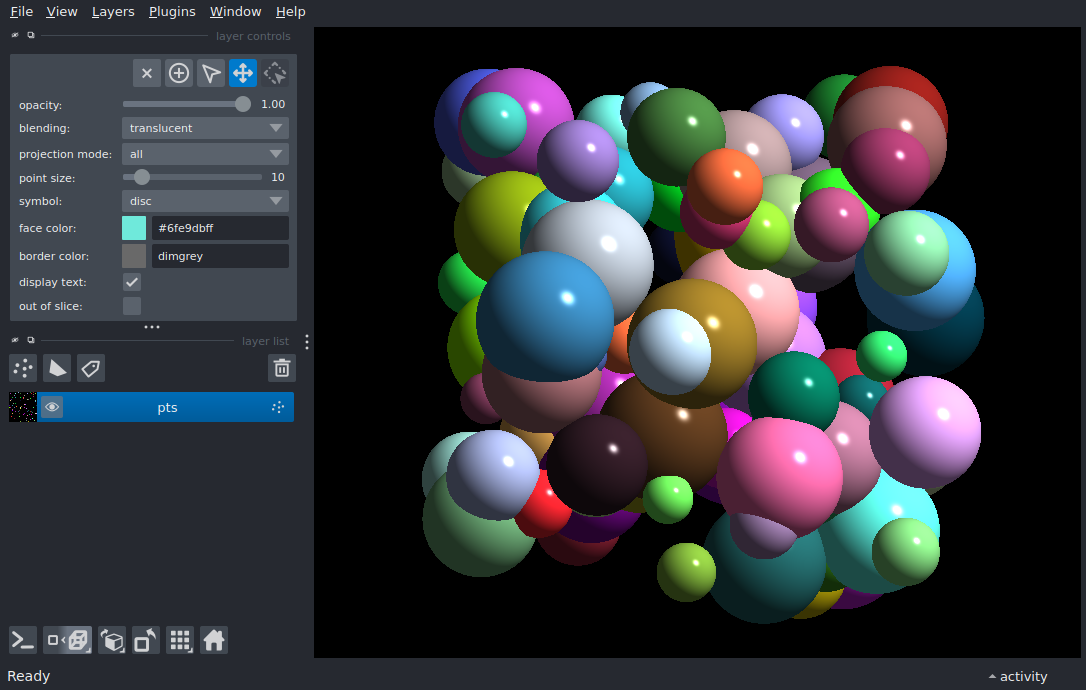 File View Layers Plugins Window Help
layer controls
opacity: 1.00
blending: translucent
projection mode: all
point size: 10
symbol: disc
face color: #6fe9dbff
border color: dimgrey
display text:
out of slice:
layer list
pts
Ready
activity